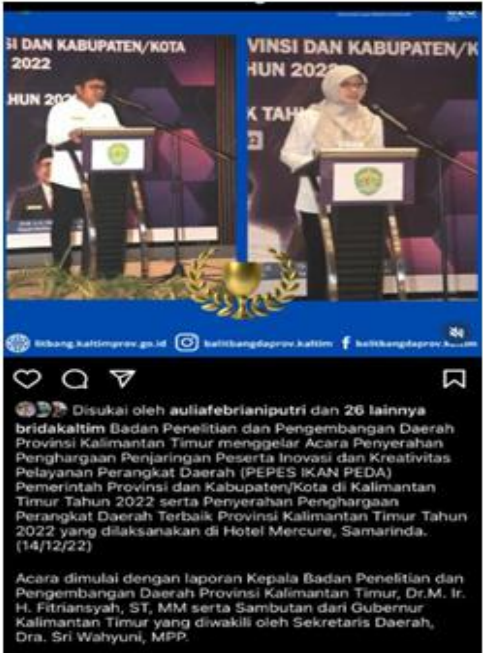 SI DAN KABUPATEN/KOTA
2022
HUN 202
VINSI DAN KABUPATEN/K
HUN 202
K TAH
litbang.kaltimprov.go.id balitbangdaprov.kaltim f balitbangdaprov.
Disukai oleh auliafebrianiputri dan 26 lainnya
bridakaltim Badan Penelitian dan Pengembangan Daerah
Provinsi Kalimantan Timur menggelar Acara Penyerahan
Penghargaan Penjaringan Peserta Inovasi dan Kreativitas
Pelayanan Perangkat Daerah (PEPES IKAN PEDA)
Pemerintah Provinsi dan Kabupaten/Kota di Kalimantan
Timur Tahun 2022 serta Penyerahan Penghargaan
Perangkat Daerah Terbaik Provinsi Kalimantan Timur Tahun
2022 yang dilaksanakan di Hotel Mercure, Samarinda.
(14/12/22)
Acara dimulai dengan laporan Kepala Badan Penelitian dan
Pengembangan Daerah Provinsi Kalimantan Timur, Dr.M. Ir.
H. Fitriansyah, ST, MM serta Sambutan dari Gubernur
Kalimantan Timur yang diwakili oleh Sekretaris Daerah,
Dra. Sri Wahyuni, MPP.